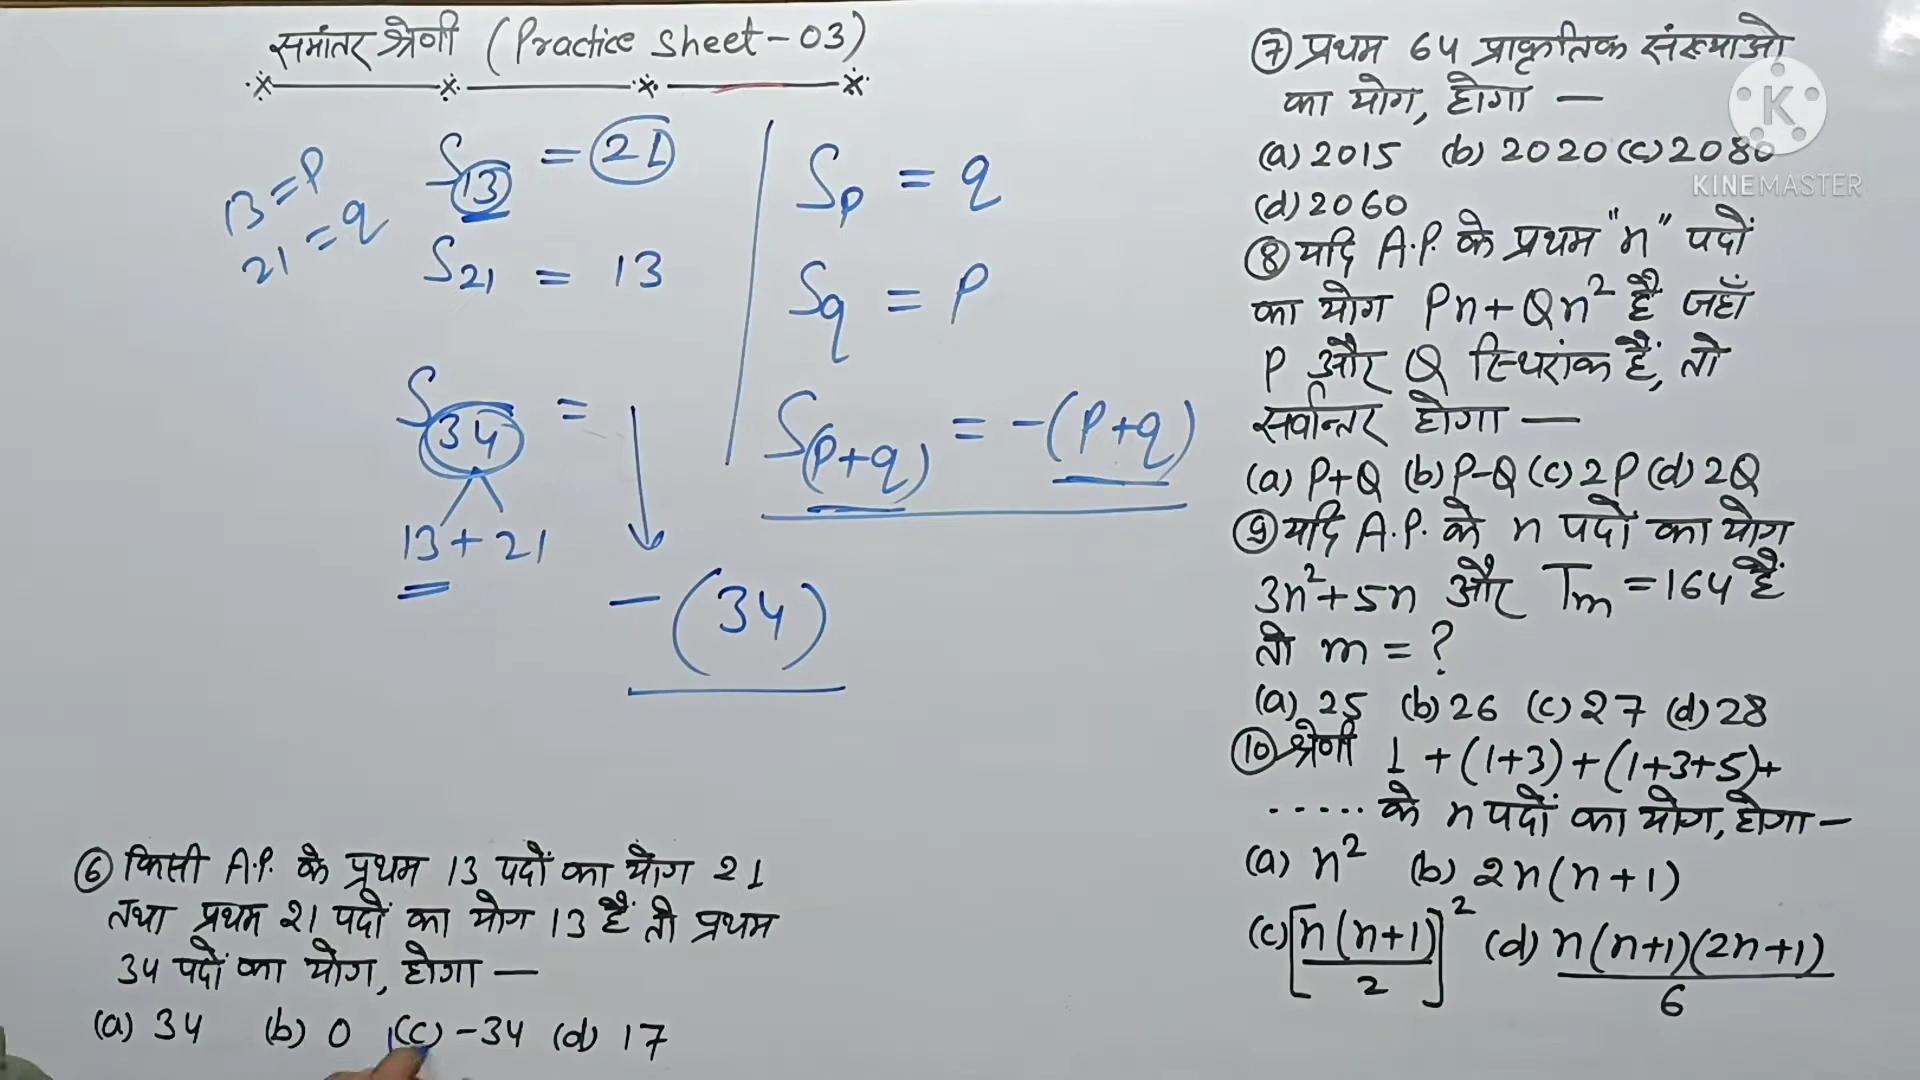 समांतर श्रेणी (Practice Sheet-03)
13 = P
21 = q
S13 = 21
S21 = 13
S34 =
13 + 21
-(34)
Sp = q
Sq = P
S(P+q) = -(P+q)
⑥ किसी A.P. के प्रथम 13 पदों का योग 21
तथा प्रथम 21 पदों का योग 13 है तो प्रथम
34 पदों का योग, होगा —
(a) 34 (b) 0 (c) -34 (d) 17
⑦ प्रथम 64 प्राकृतिक संख्याओ
का योग, होगा —
(a) 2015 (b) 2020 (c) 2080
(d) 2060
⑧ यदि A.P. के प्रथम "n" पदों
का योग Pn+Qn² है जहाँ
P और Q स्थिरांक हैं, तो
सर्वान्तर होगा —
(a) P+Q (b) P-Q (c) 2P (d) 2Q
⑨ यदि A.P. के n पदों का योग
3n²+5n और Tm = 164 हैं
तो m = ?
(a) 25 (b) 26 (c) 27 (d) 28
⑩ श्रेणी 1 + (1+3) + (1+3+5)+
..... के n पदों का योग, होगा —
(a) n² (b) 2n(n+1)
(c) [n(n+1)/2]² (d) n(n+1)(2n+1)/6
K
KINEMASTER